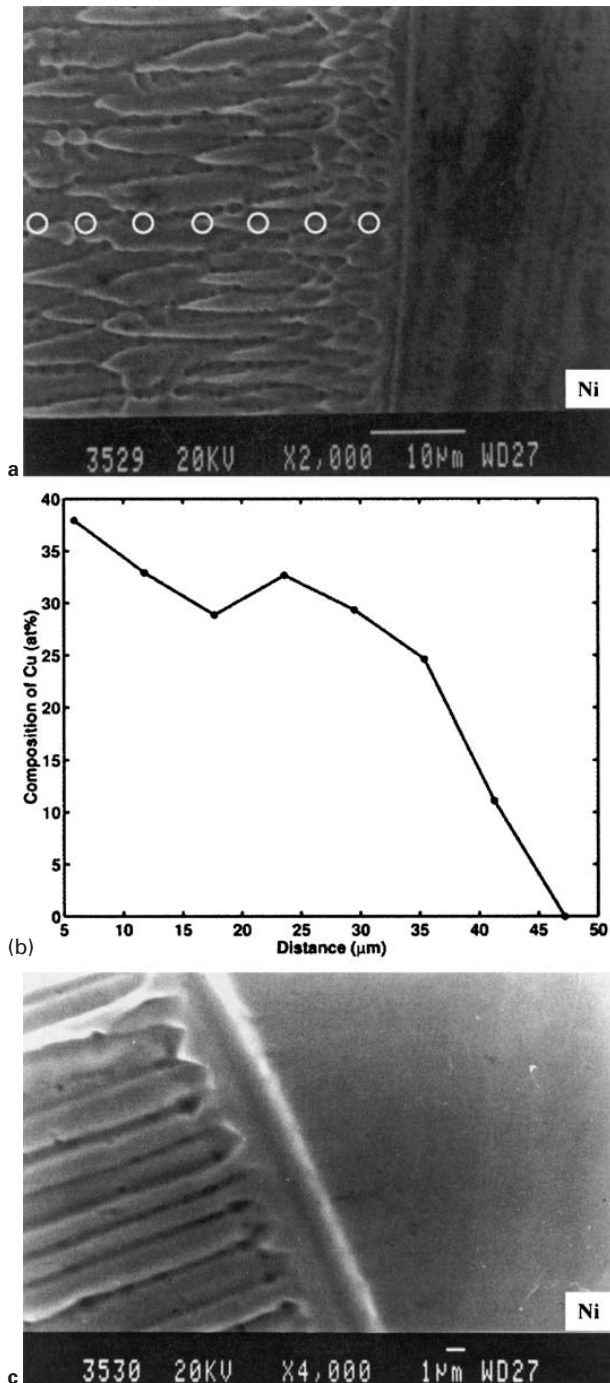 Ni
3529 20KV X2,000 10µm WD27
a
40
35
30
25
20
15
10
5
0
Composition of Cu (at%)
5 10 15 20 25 30 35 40 45 50
Distance (µm)
(b)
Ni
3530 20KV X4,000 1µm WD27
c